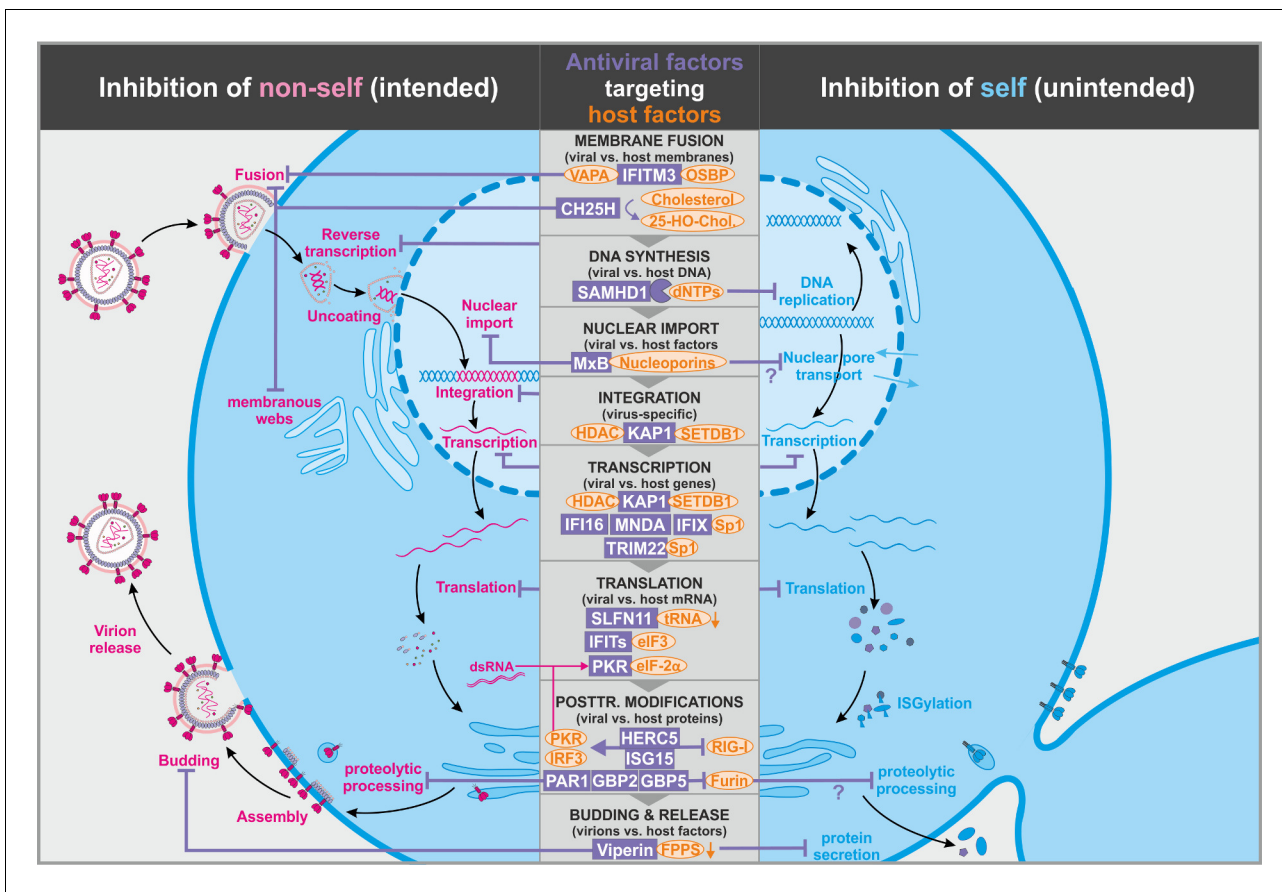 Inhibition of non-self (intended)
Antiviral factors
targeting
host factors
Inhibition of self (unintended)
MEMBRANE FUSION
(viral vs. host membranes)
VAPA IFITM3 OSBP
CH25H
Cholesterol
25-HO-Chol.
DNA SYNTHESIS
(viral vs. host DNA)
SAMHD1 dNTPs
NUCLEAR IMPORT
(viral vs. host factors
MxB Nucleoporins
INTEGRATION
(virus-specific)
HDAC KAP1 SETDB1
TRANSCRIPTION
(viral vs. host genes)
HDAC KAP1 SETDB1
IFI16 MNDA IFIX Sp1
TRIM22 Sp1
TRANSLATION
(viral vs. host mRNA)
SLFN11 tRNA
IFITs eIF3
PKR eIF-2α
POSTTR. MODIFICATIONS
(viral vs. host proteins)
PKR
IRF3
HERC5
ISG15
RIG-I
PAR1 GBP2 GBP5 Furin
BUDDING & RELEASE
(virions vs. host factors)
Viperin FPPS
Fusion
Reverse
transcription
Uncoating
Nuclear
import
membranous
webs
Integration
Transcription
Translation
dsRNA
Virion
release
Budding
proteolytic
processing
Assembly
DNA
replication
Nuclear pore
transport
?
Transcription
Translation
ISGylation
proteolytic
processing
?
protein
secretion